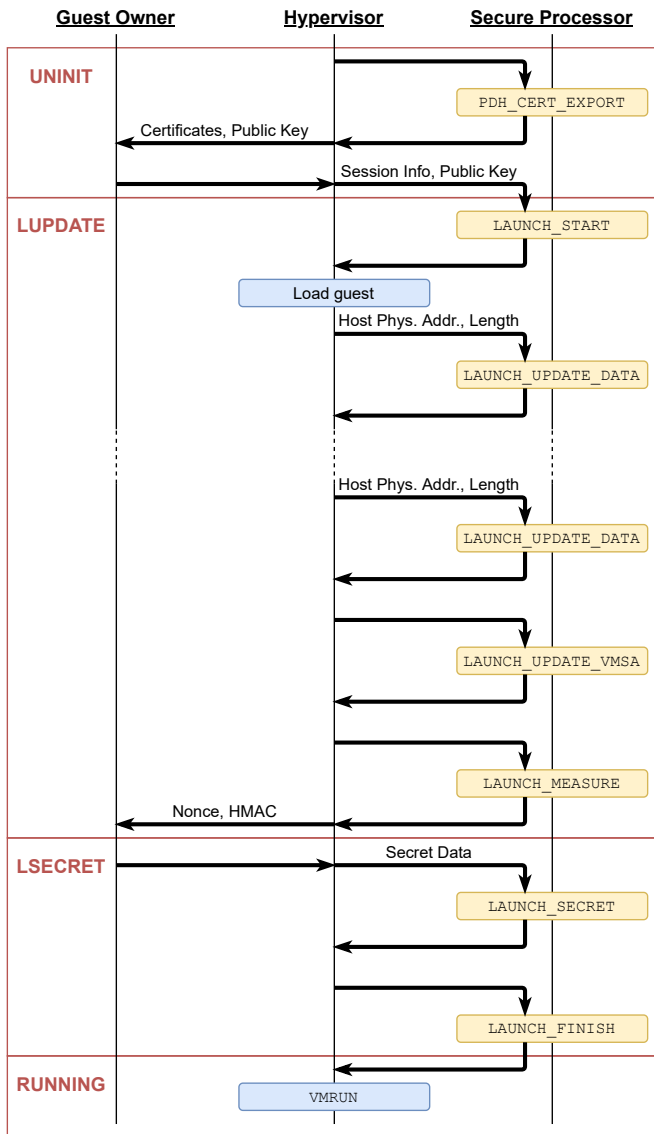 Guest Owner
Hypervisor
Secure Processor
UNINIT
PDH_CERT_EXPORT
Certificates, Public Key
Session Info, Public Key
LUPDATE
LAUNCH_START
Load guest
Host Phys. Addr., Length
LAUNCH_UPDATE_DATA
Host Phys. Addr., Length
LAUNCH_UPDATE_DATA
LAUNCH_UPDATE_VMSA
LAUNCH_MEASURE
Nonce, HMAC
LSECRET
Secret Data
LAUNCH_SECRET
LAUNCH_FINISH
RUNNING
VMRUN